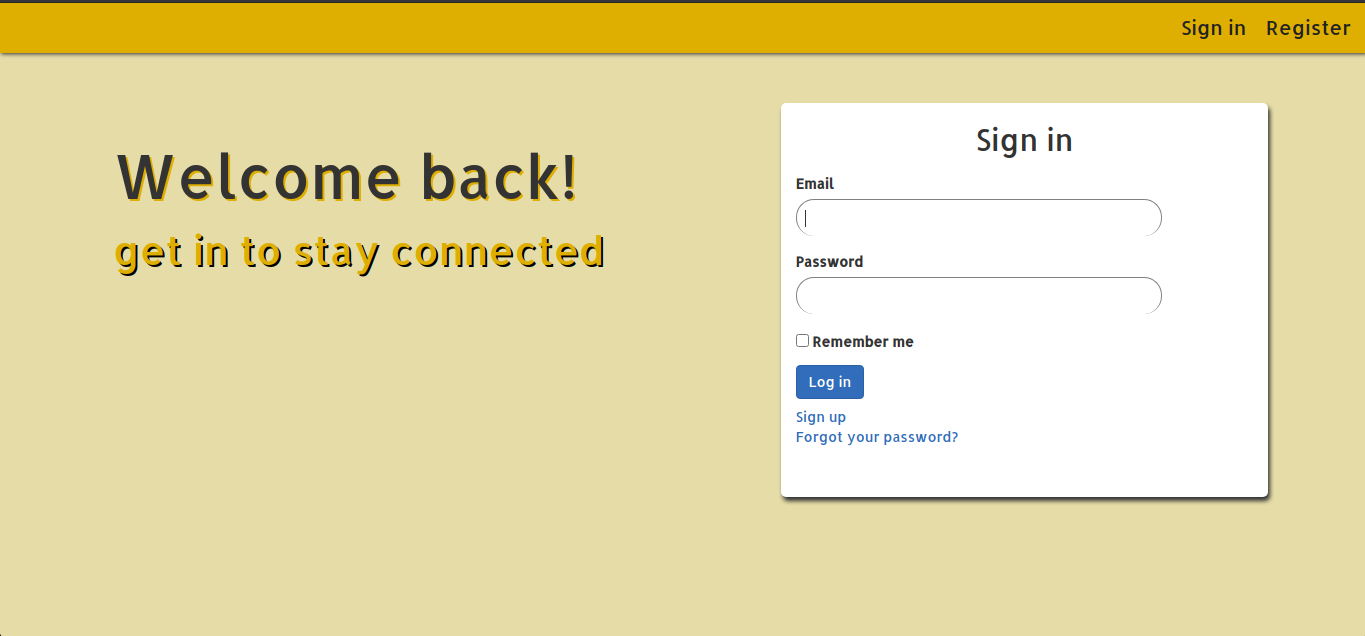 Sign in Register
Welcome back!
get in to stay connected
Sign in
Email
Password
Remember me
Log in
Sign up
Forgot your password?